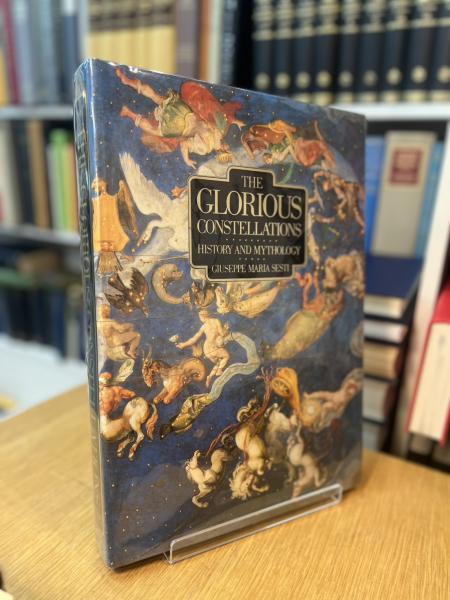 THE
GLORIOUS
CONSTELLATIONS
HISTORY AND MYTHOLOGY
GIUSEPPE MARIA SESTI